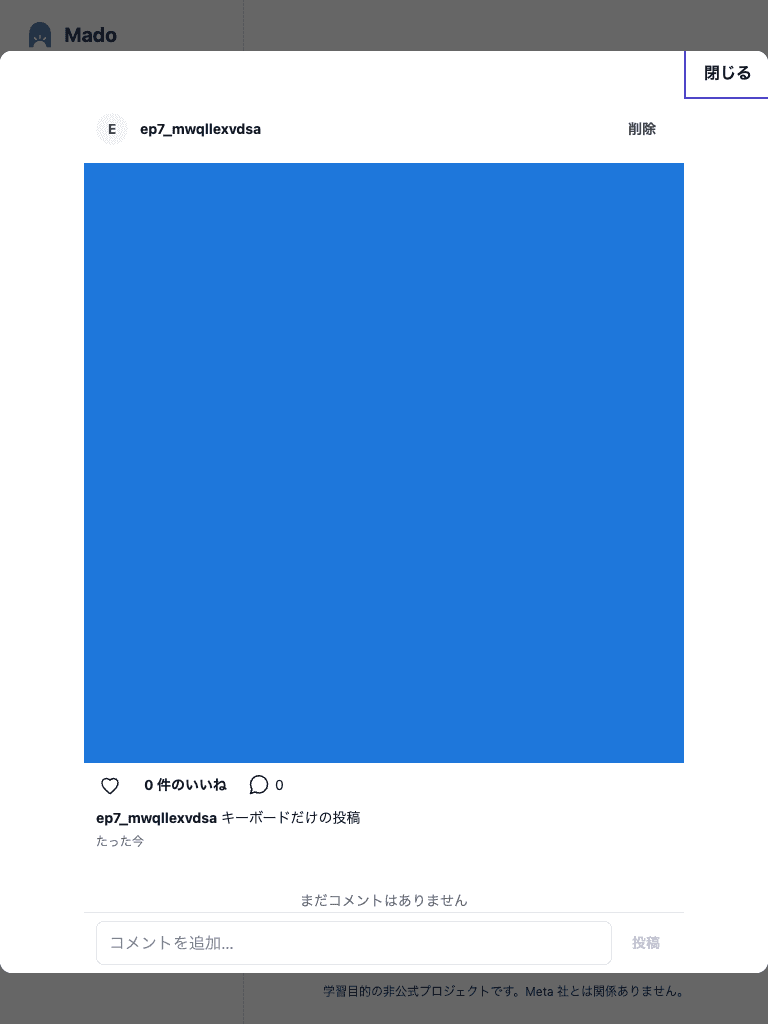 Mado
閉じる
E
ep7_mwqllexvdsa
削除
0 件のいいね
0
ep7_mwqllexvdsa キーボードだけの投稿
たった今
まだコメントはありません
コメントを追加...
投稿
学習目的の非公式プロジェクトです。Meta 社とは関係ありません。